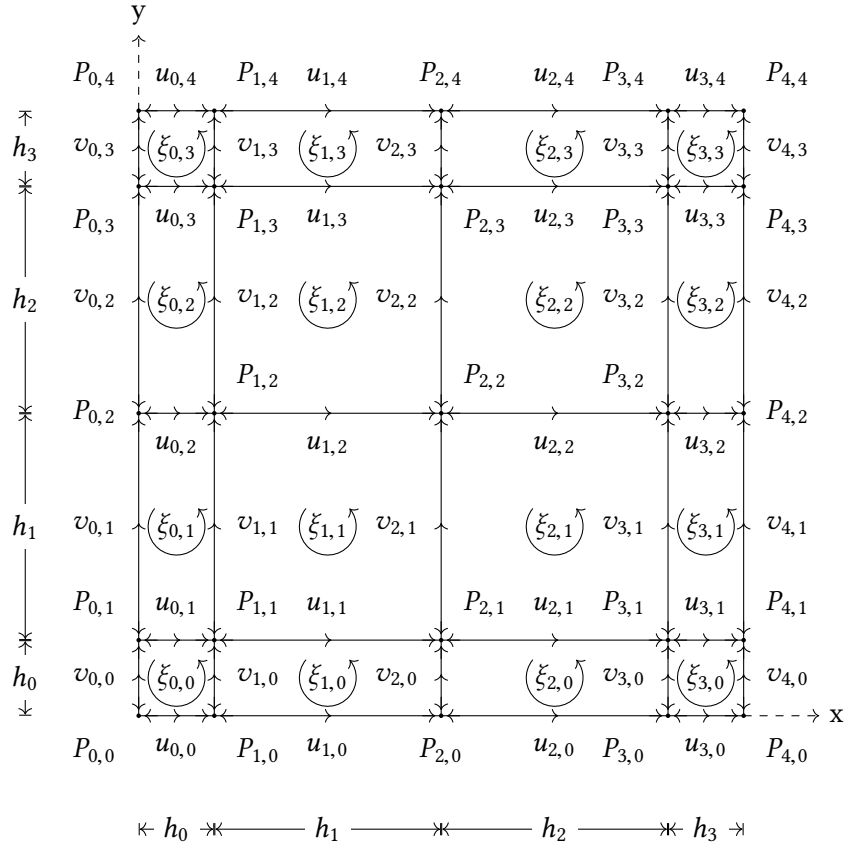 y
P0,4 u0,4 P1,4 u1,4 P2,4 u2,4 P3,4 u3,4 P4,4
h3 v0,3 ξ0,3 v1,3 ξ1,3 v2,3 ξ2,3 v3,3 ξ3,3 v4,3
P0,3 u0,3 P1,3 u1,3 P2,3 u2,3 P3,3 u3,3 P4,3
h2 v0,2 ξ0,2 v1,2 ξ1,2 v2,2 ξ2,2 v3,2 ξ3,2 v4,2
P1,2 P2,2 P3,2
P0,2 P4,2
u0,2 u1,2 u2,2 u3,2
h1 v0,1 ξ0,1 v1,1 ξ1,1 v2,1 ξ2,1 v3,1 ξ3,1 v4,1
P0,1 u0,1 P1,1 u1,1 P2,1 u2,1 P3,1 u3,1 P4,1
h0 v0,0 ξ0,0 v1,0 ξ1,0 v2,0 ξ2,0 v3,0 ξ3,0 v4,0
x
P0,0 u0,0 P1,0 u1,0 P2,0 u2,0 P3,0 u3,0 P4,0
h0 h1 h2 h3